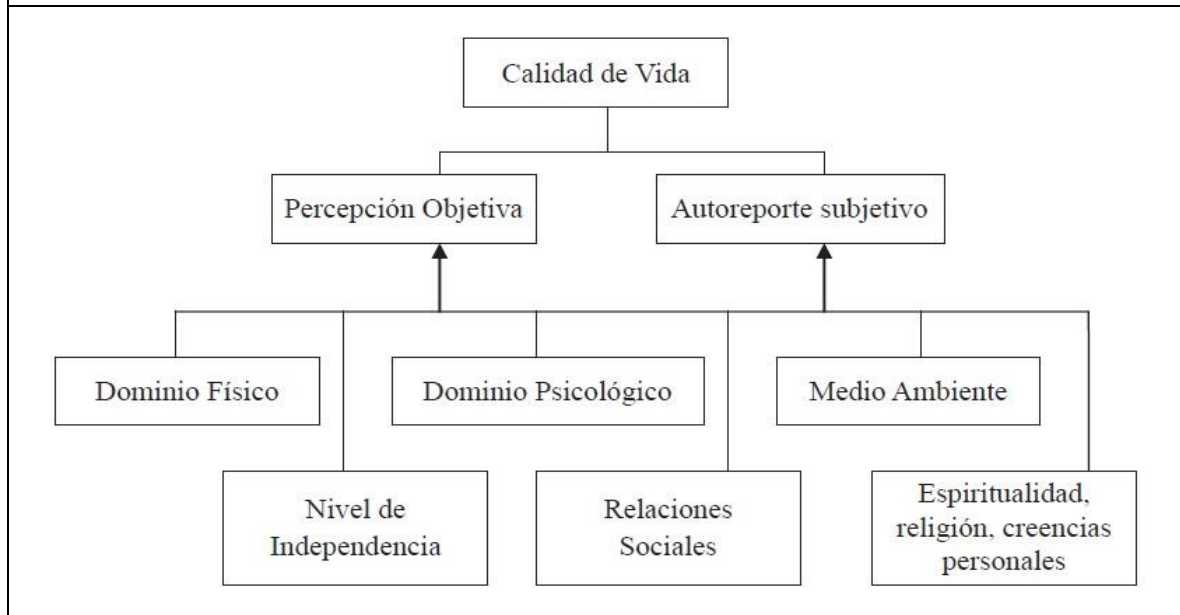 Calidad de Vida
Percepción Objetiva
Autoreporte subjetivo
Dominio Físico
Dominio Psicológico
Medio Ambiente
Nivel de
Independencia
Relaciones
Sociales
Espiritualidad,
religión, creencias
personales